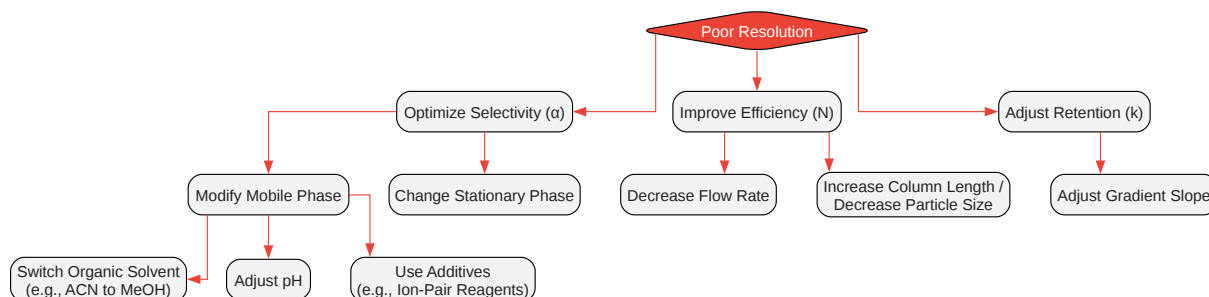 Poor Resolution
Optimize Selectivity (α)
Improve Efficiency (N)
Adjust Retention (k)
Modify Mobile Phase
Change Stationary Phase
Decrease Flow Rate
Increase Column Length /
Decrease Particle Size
Adjust Gradient Slope
Switch Organic Solvent
(e.g., ACN to MeOH)
Adjust pH
Use Additives
(e.g., Ion-Pair Reagents)